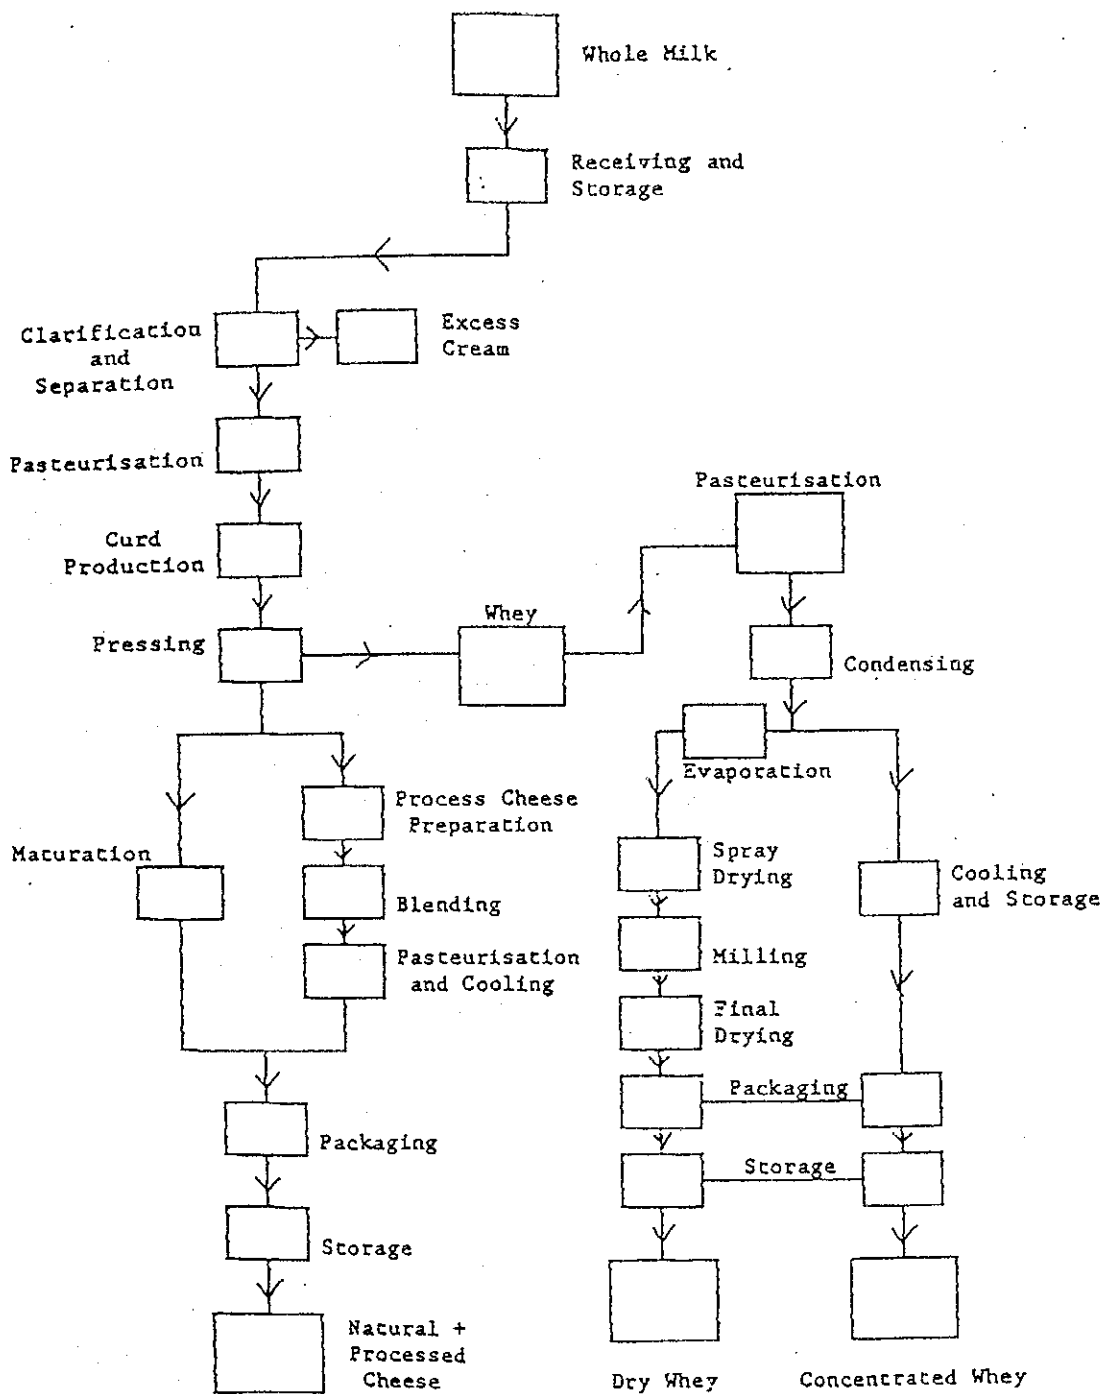 Whole Milk
Receiving and
Storage
Clarification
and
Separation
Excess
Cream
Pasteurisation
Curd
Production
Pressing
Whey
Pasteurisation
Condensing
Evaporation
Maturation
Process Cheese
Preparation
Blending
Pasteurisation
and Cooling
Spray
Drying
Milling
Final
Drying
Cooling
and Storage
Packaging
Storage
Packaging
Storage
Natural +
Processed
Cheese
Dry Whey
Concentrated Whey